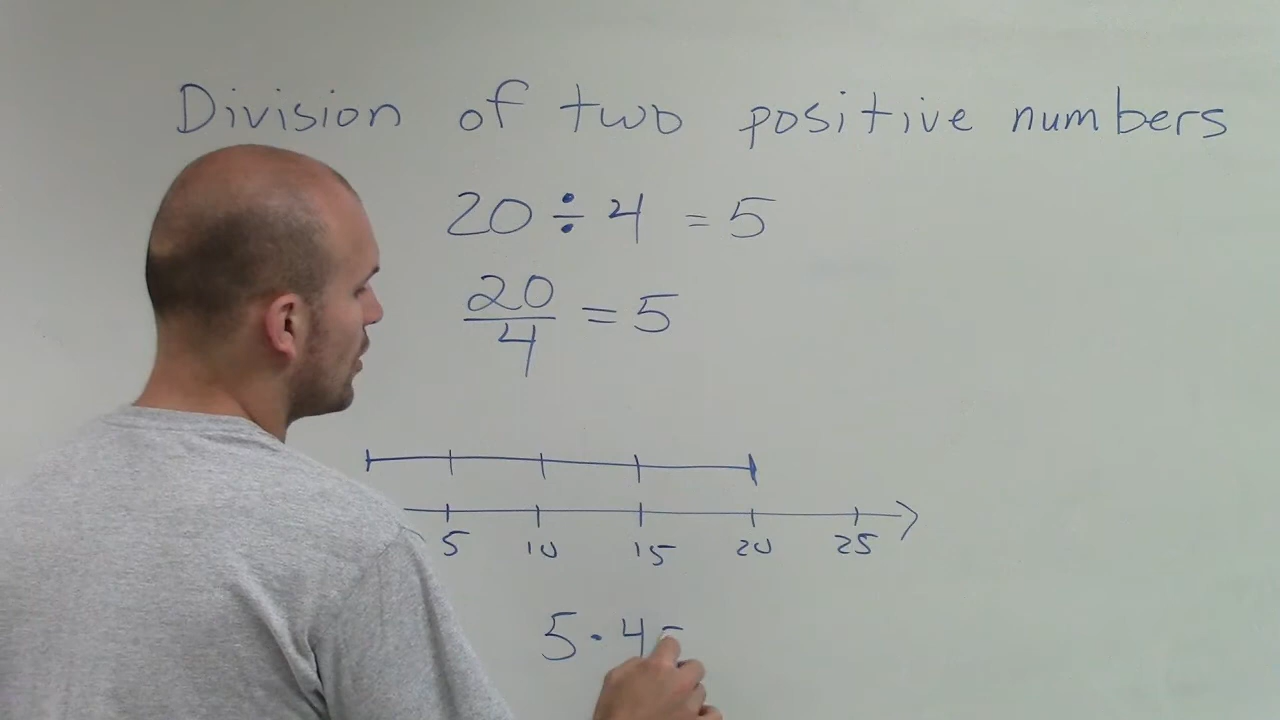 Division of two positive numbers
20 ÷ 4 = 5
20/4 = 5
5 10 15 20 25
5 · 4